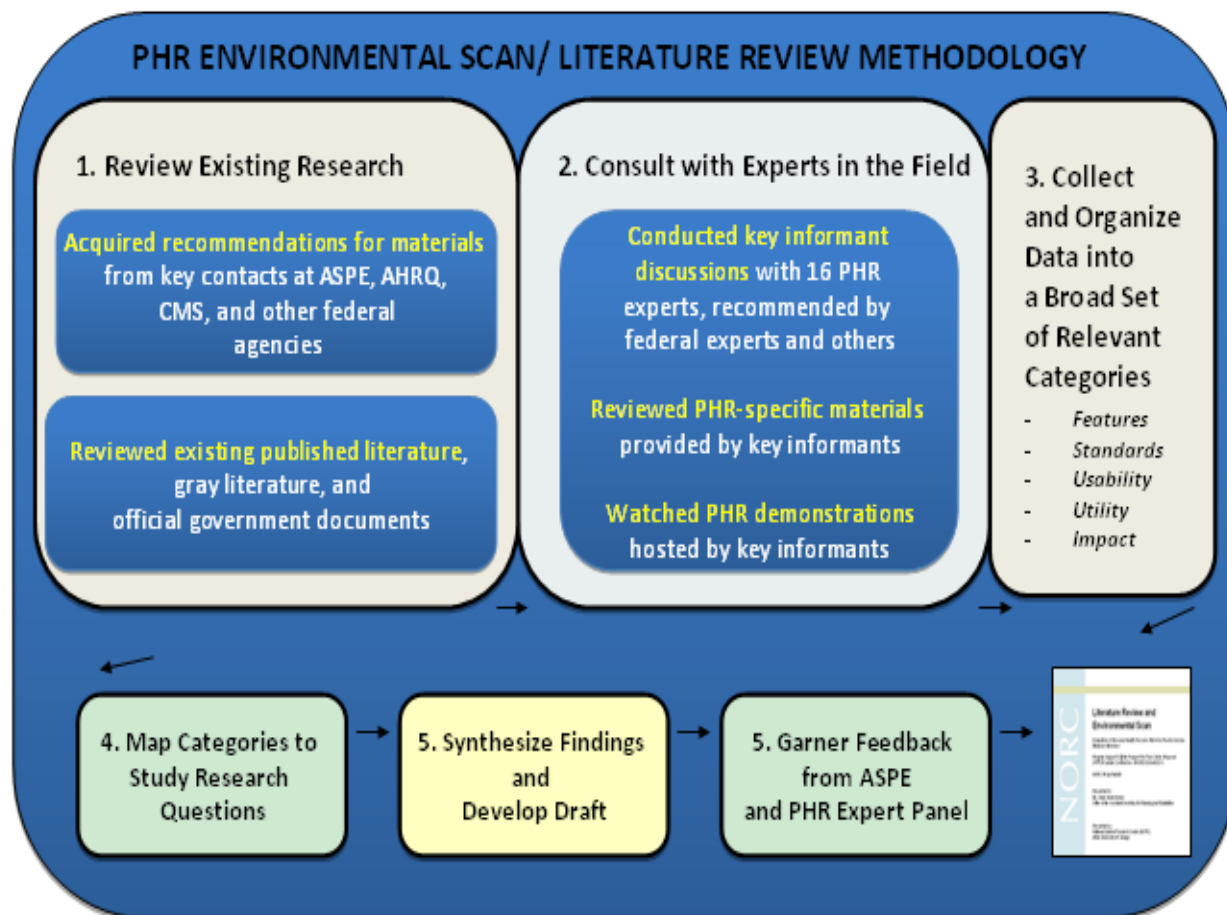 PHR ENVIRONMENTAL SCAN/ LITERATURE REVIEW METHODOLOGY
1. Review Existing Research
Acquired recommendations for materials
from key contacts at ASPE, AHRQ,
CMS, and other federal
agencies
Reviewed existing published literature,
gray literature, and
official government documents
2. Consult with Experts in the Field
Conducted key informant
discussions with 16 PHR
experts, recommended by
federal experts and others
Reviewed PHR-specific materials
provided by key informants
Watched PHR demonstrations
hosted by key informants
3. Collect
and Organize
Data into
a Broad Set
of Relevant
Categories
- Features
- Standards
- Usability
- Utility
- Impact
4. Map Categories to
Study Research
Questions
5. Synthesize Findings
and
Develop Draft
5. Garner Feedback
from ASPE
and PHR Expert Panel
NORC
Literature Review and
Environmental Scan